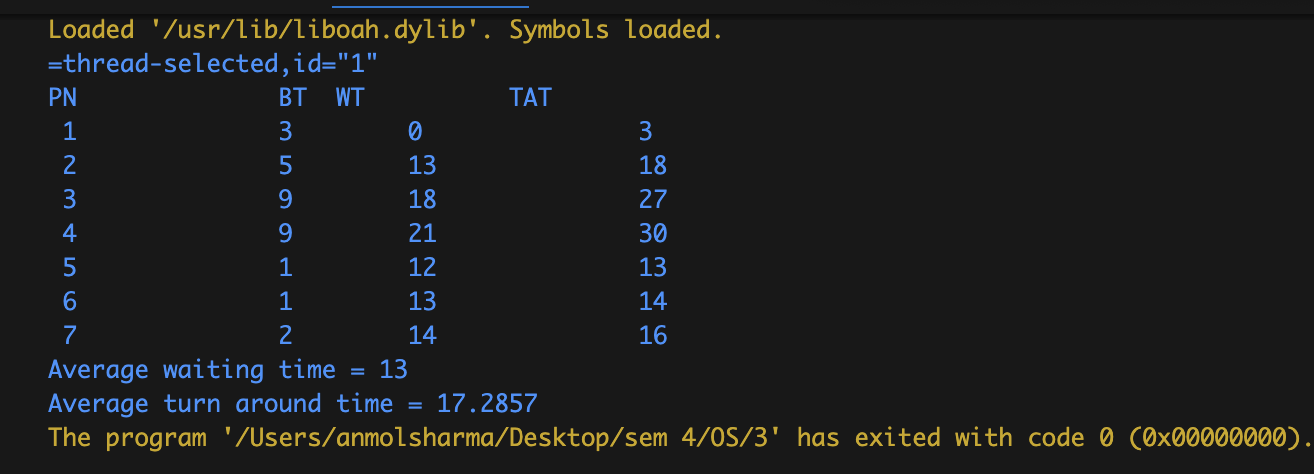 Loaded '/usr/lib/liboah.dylib'. Symbols loaded.
=thread-selected,id="1"
PN BT WT TAT
1 3 0 3
2 5 13 18
3 9 18 27
4 9 21 30
5 1 12 13
6 1 13 14
7 2 14 16
Average waiting time = 13
Average turn around time = 17.2857
The program '/Users/anmolsharma/Desktop/sem 4/OS/3' has exited with code 0 (0x00000000).